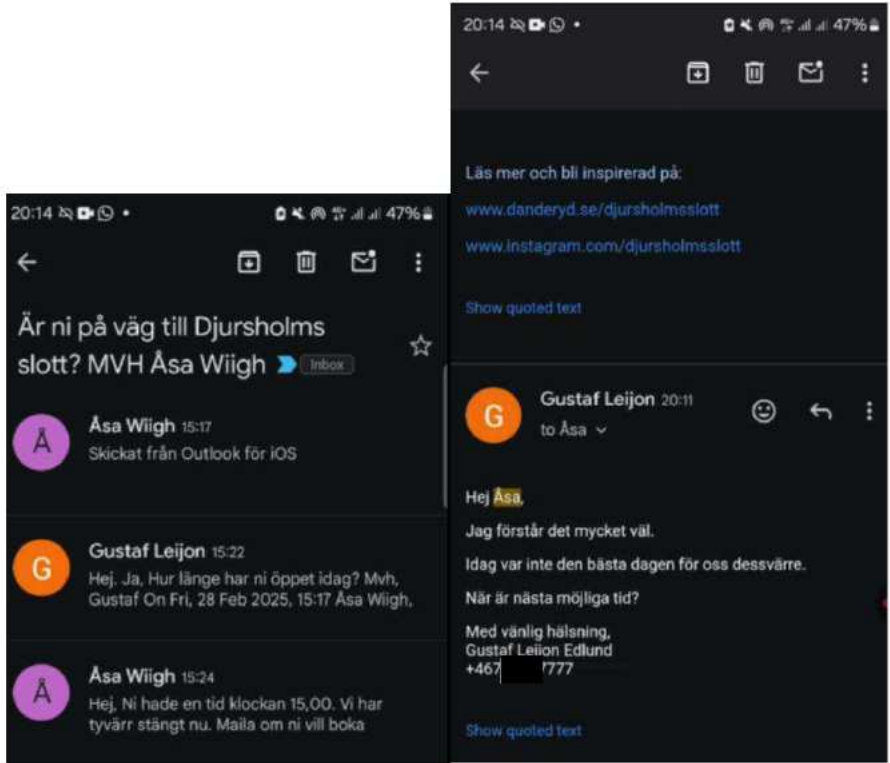 20:14
47%
Är ni på väg till Djursholms
slott? MVH Åsa Wiigh Inbox
Å
Åsa Wiigh 15:17
Skickat från Outlook för iOS
G
Gustaf Leijon 15:22
Hej. Ja, Hur länge har ni öppet idag? Mvh,
Gustaf On Fri, 28 Feb 2025, 15:17 Åsa Wiigh,
Å
Åsa Wiigh 15:24
Hej, Ni hade en tid klockan 15,00. Vi har
tyvärr stängt nu. Maila om ni vill boka
20:14
47%
Läs mer och bli inspirerad på:
www.danderyd.se/djursholmsslott
www.instagram.com/djursholmsslott
Show quoted text
G
Gustaf Leijon 20:11
to Åsa
Hej Åsa,
Jag förstår det mycket väl.
Idag var inte den bästa dagen för oss dessvärre.
När är nästa möjliga tid?
Med vänlig hälsning,
Gustaf Leijon Edlund
+467 7777
Show quoted text